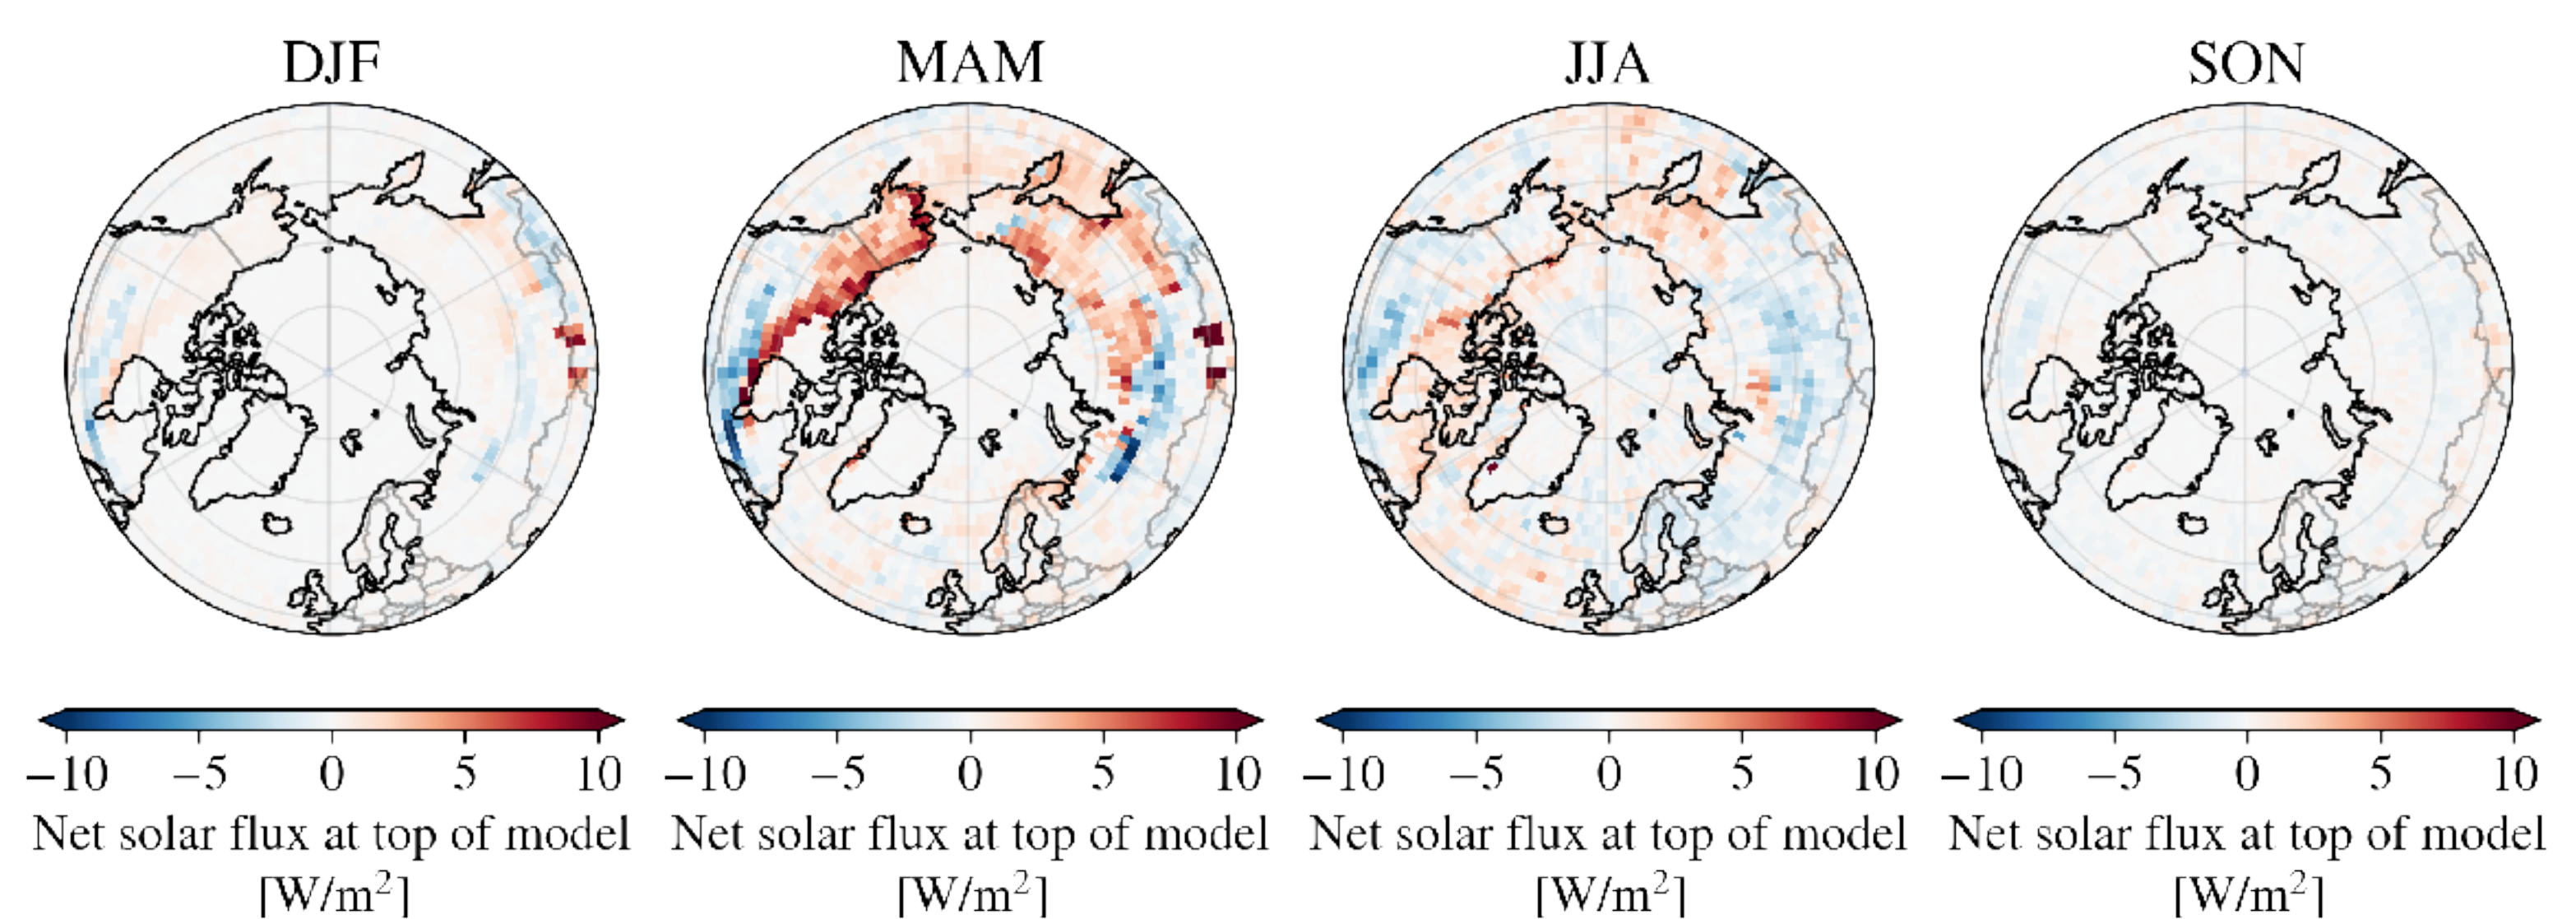 DJF MAM JJA SON
−10 −5 0 5 10 −10 −5 0 5 10 −10 −5 0 5 10 −10 −5 0 5 10
Net solar flux at top of model Net solar flux at top of model Net solar flux at top of model Net solar flux at top of model
[W/m²] [W/m²] [W/m²] [W/m²]